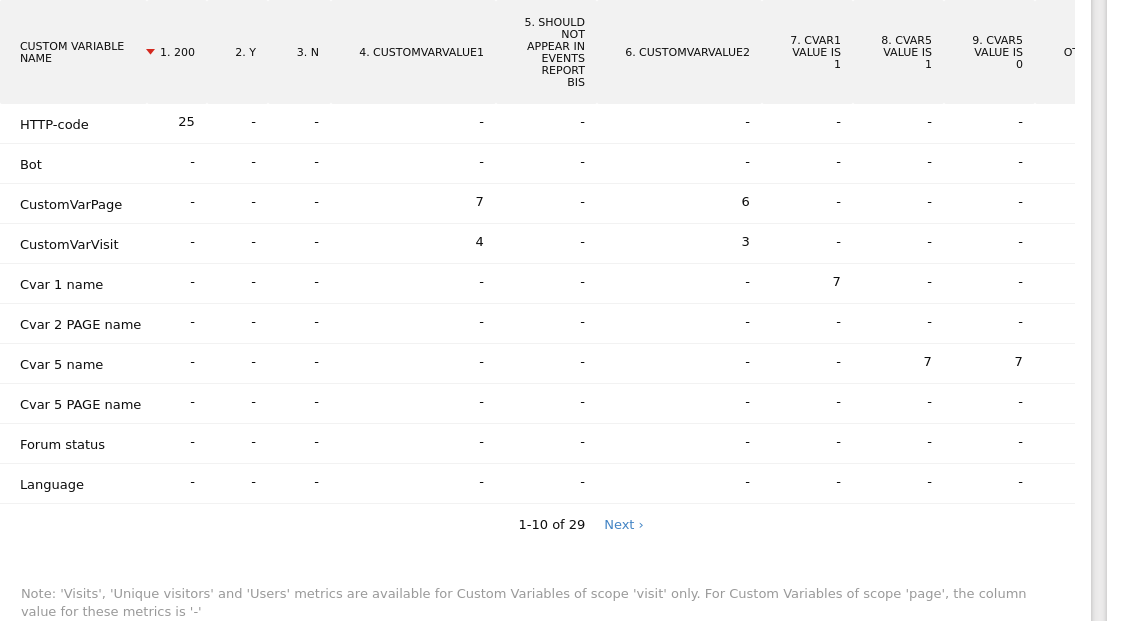 CUSTOM VARIABLE NAME 1. 200 2. Y 3. N 4. CUSTOMVARVALUE1 5. SHOULD NOT APPEAR IN EVENTS REPORT BIS 6. CUSTOMVARVALUE2 7. CVAR1 VALUE IS 1 8. CVAR5 VALUE IS 1 9. CVAR5 VALUE IS 0
HTTP-code 25 - - - - - - - -
Bot - - - - - - - - -
CustomVarPage - - - 7 - 6 - - -
CustomVarVisit - - - 4 - 3 - - -
Cvar 1 name - - - - - - 7 - -
Cvar 2 PAGE name - - - - - - - - -
Cvar 5 name - - - - - - - 7 7
Cvar 5 PAGE name - - - - - - - - -
Forum status - - - - - - - - -
Language - - - - - - - - -
1-10 of 29 Next ›
Note: 'Visits', 'Unique visitors' and 'Users' metrics are available for Custom Variables of scope 'visit' only. For Custom Variables of scope 'page', the column
value for these metrics is '-'